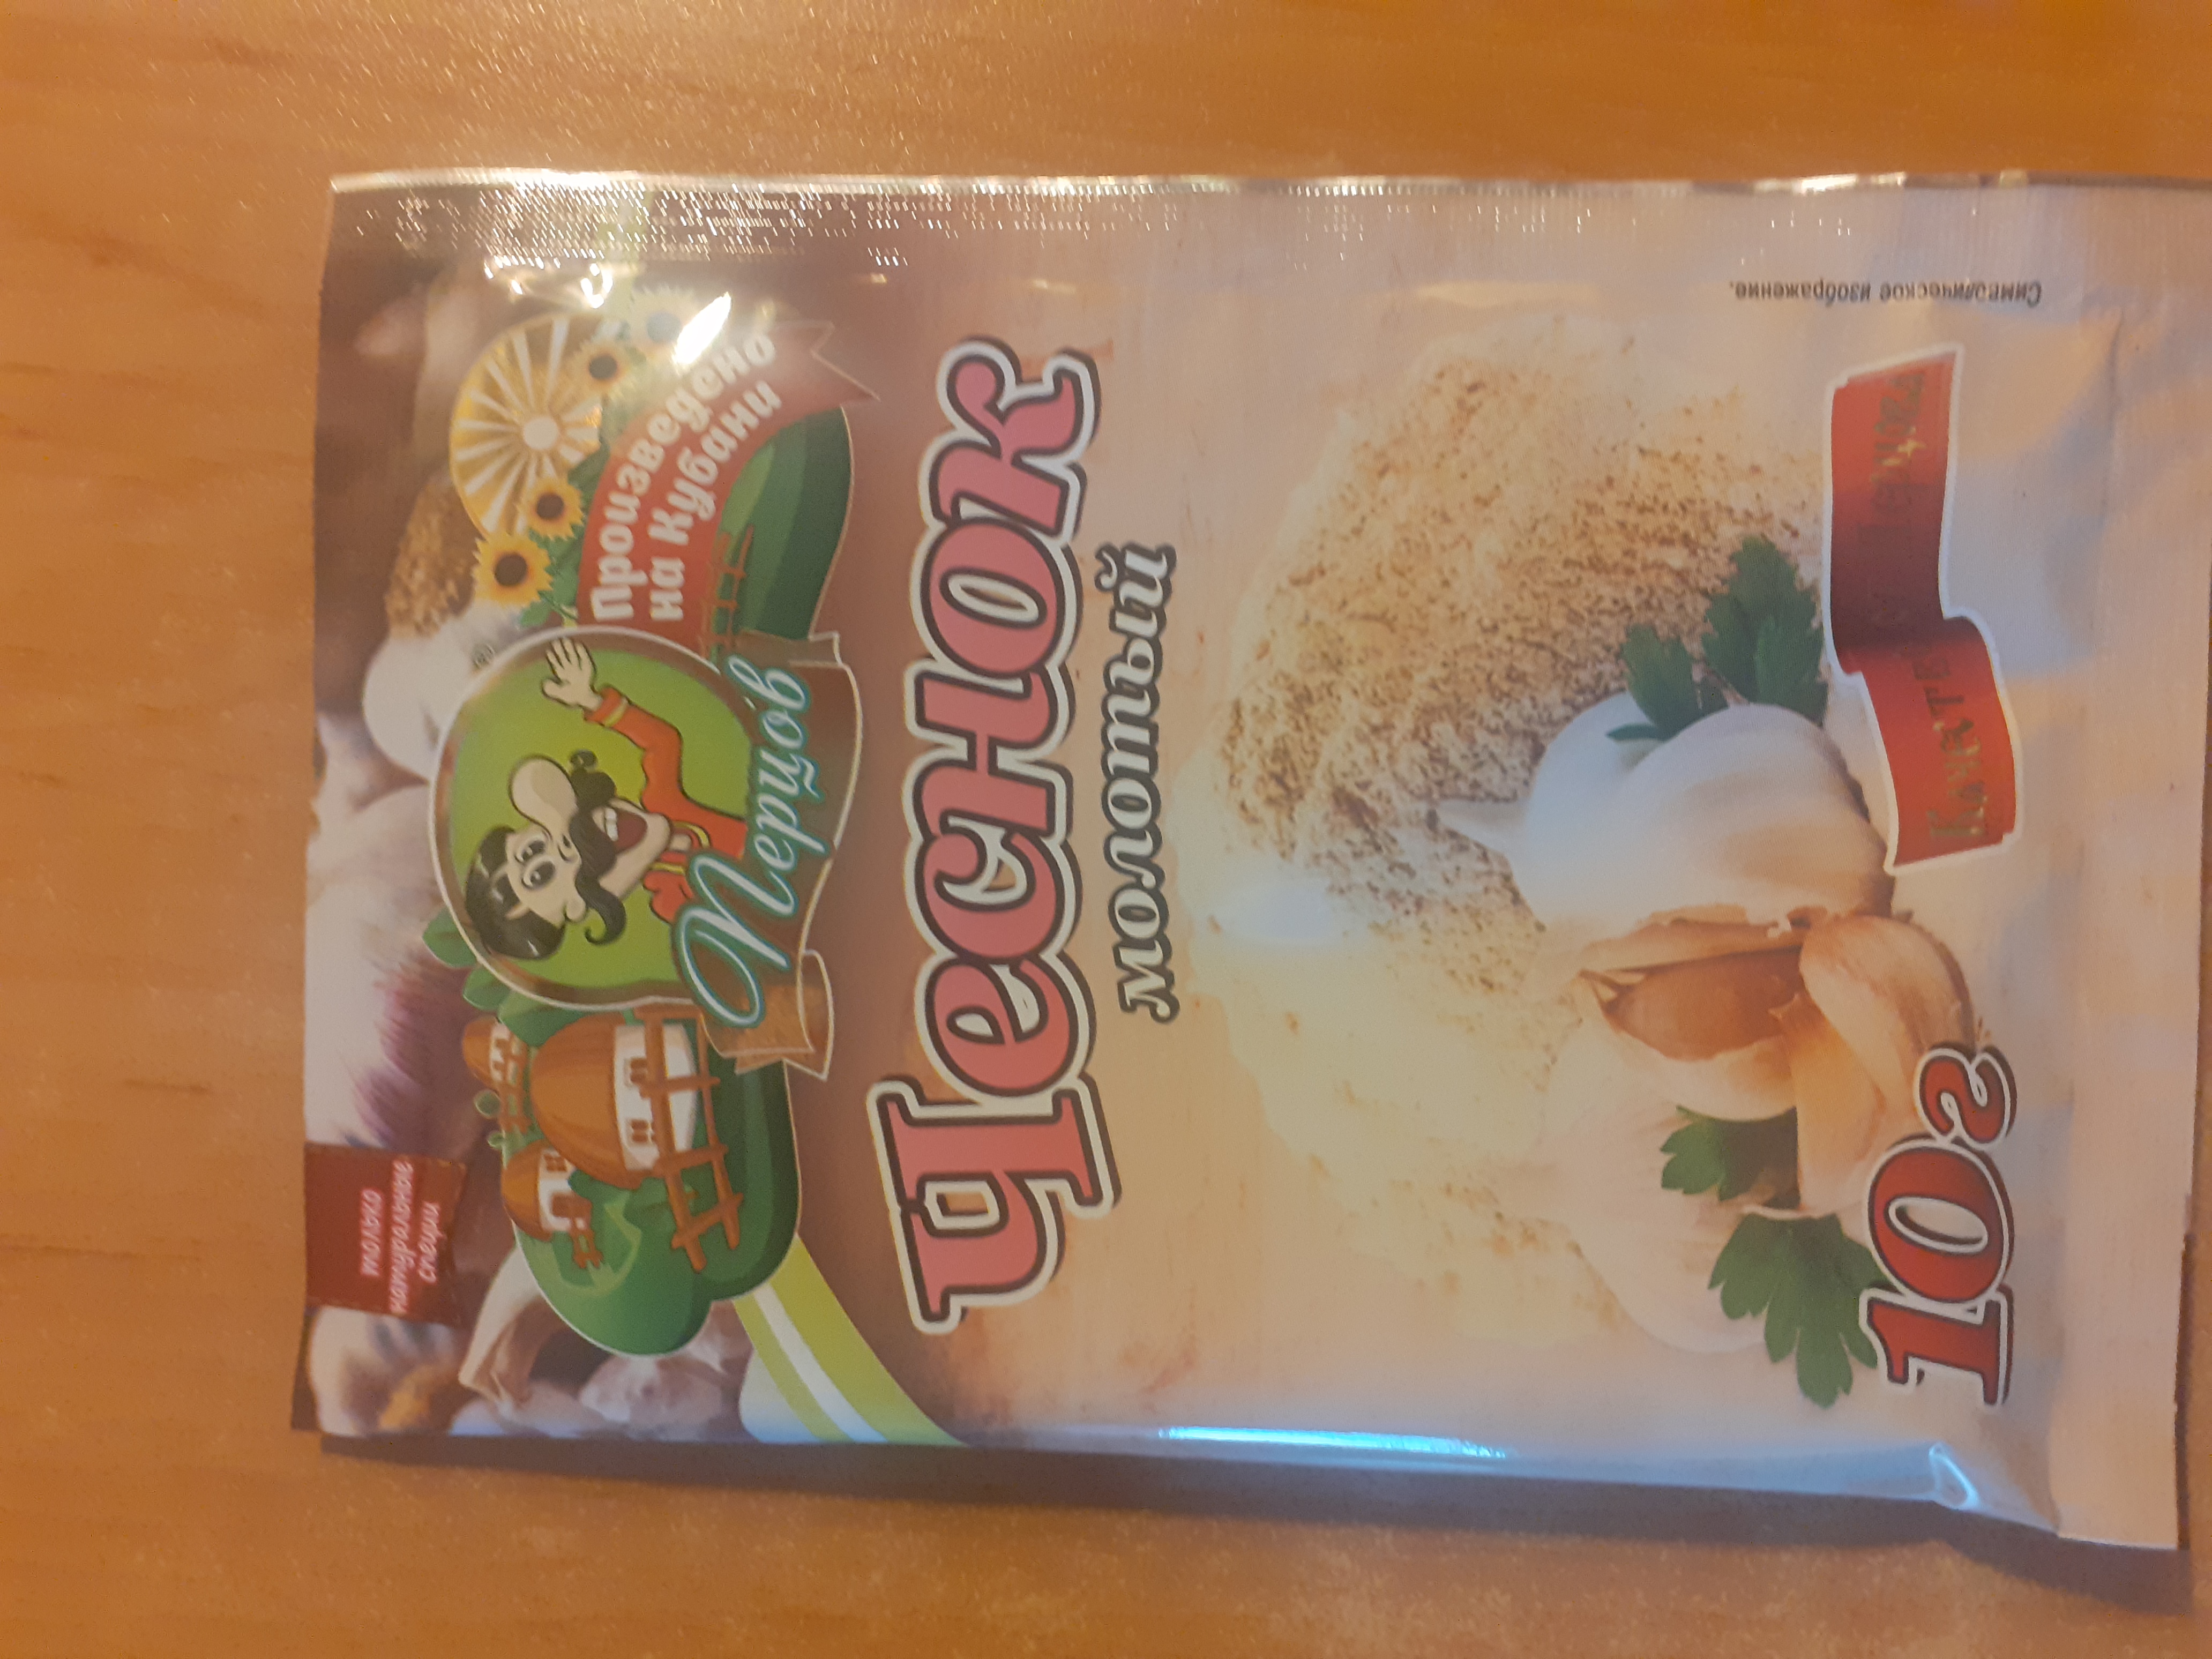 только
натуральные
специи
Произведено
на Кубани
Перцов
Чеснок
молотый
10г
Символическое изображение.